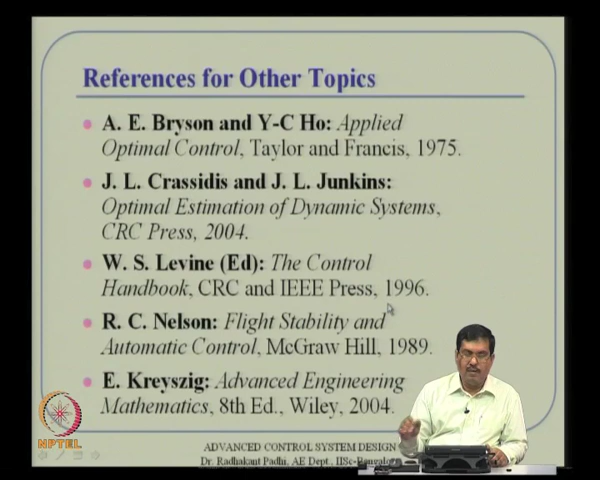 References for Other Topics
A. E. Bryson and Y-C Ho: Applied
Optimal Control, Taylor and Francis, 1975.
J. L. Crassidis and J. L. Junkins:
Optimal Estimation of Dynamic Systems,
CRC Press, 2004.
W. S. Levine (Ed): The Control
Handbook, CRC and IEEE Press, 1996.
R. C. Nelson: Flight Stability and
Automatic Control, McGraw Hill, 1989.
E. Kreyszig: Advanced Engineering
Mathematics, 8th Ed., Wiley, 2004.
NPTEL
ADVANCED CONTROL SYSTEM DESIGN
Dr. Radhakant Padhi, AE Dept., IISc-Bangalore